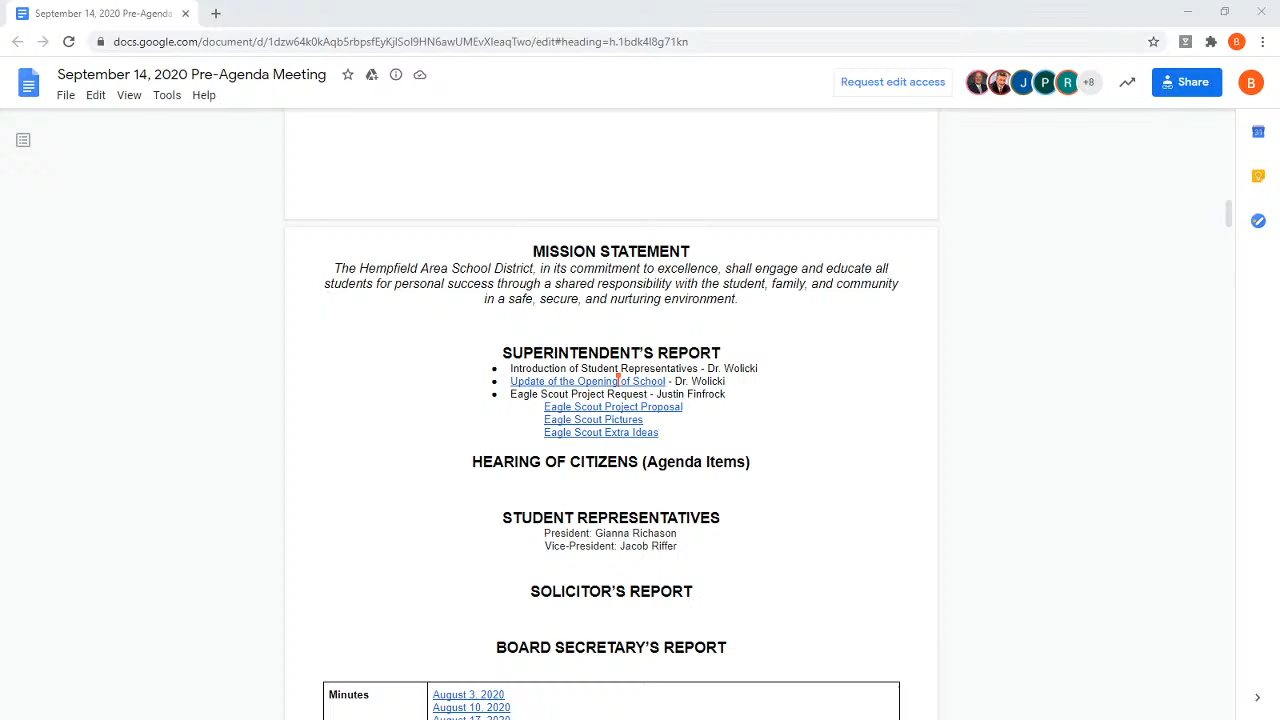 September 14, 2020 Pre-Agenda
docs.google.com/document/d/1dzw64k0kAqb5rbpsfEyKjlSol9HN6awUMEvXIeaqTwo/edit#heading=h.1bdk4l8g71kn
B
September 14, 2020 Pre-Agenda Meeting
File Edit View Tools Help
Request edit access
J P R +8
Share
B
31
MISSION STATEMENT
The Hempfield Area School District, in its commitment to excellence, shall engage and educate all
students for personal success through a shared responsibility with the student, family, and community
in a safe, secure, and nurturing environment.
SUPERINTENDENT'S REPORT
● Introduction of Student Representatives - Dr. Wolicki
● Update of the Opening of School - Dr. Wolicki
● Eagle Scout Project Request - Justin Finfrock
Eagle Scout Project Proposal
Eagle Scout Pictures
Eagle Scout Extra Ideas
HEARING OF CITIZENS (Agenda Items)
STUDENT REPRESENTATIVES
President: Gianna Richason
Vice-President: Jacob Riffer
SOLICITOR'S REPORT
BOARD SECRETARY'S REPORT
Minutes
August 3, 2020
August 10, 2020
August 17, 2020